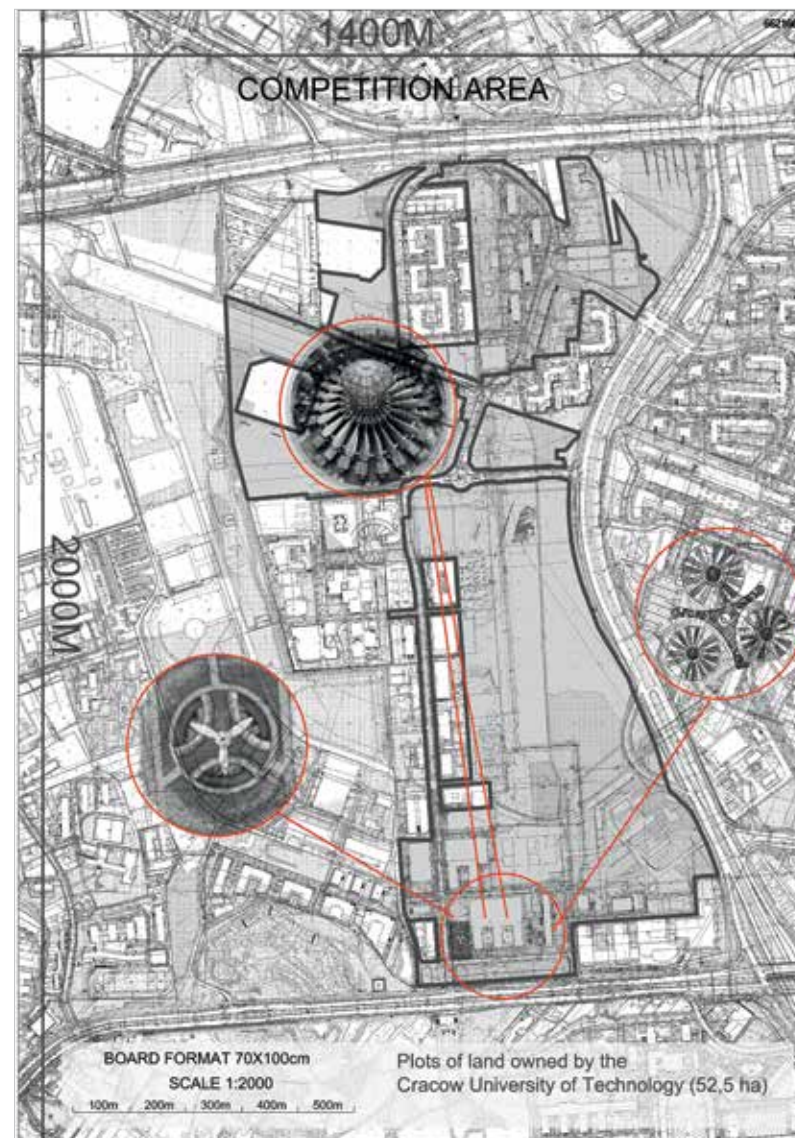 1400M
COMPETITION AREA
2000M
BOARD FORMAT 70X100cm
SCALE 1:2000
100m 200m 300m 400m 500m
Plots of land owned by the
Cracow University of Technology (52,5 ha)